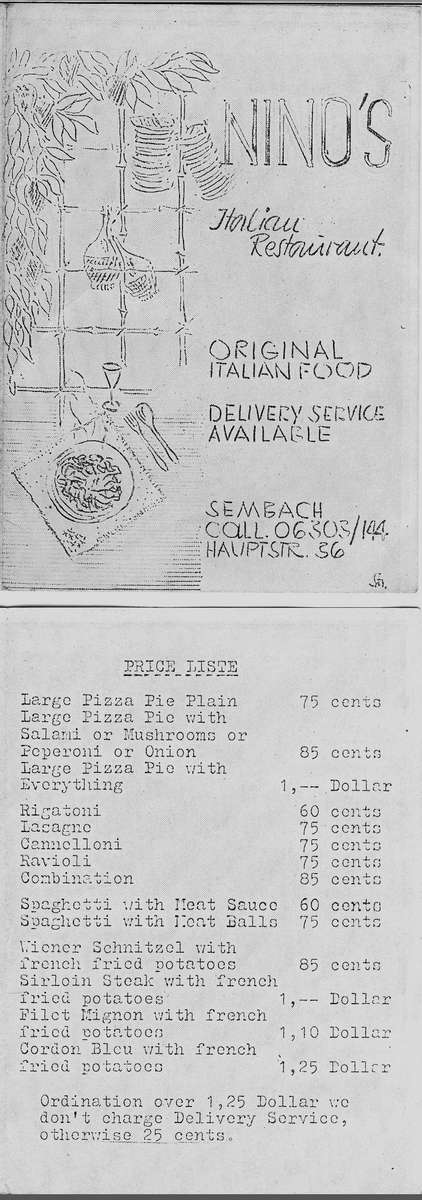 NINO'S
Italian
Restaurant.
ORIGINAL
ITALIAN FOOD
DELIVERY SERVICE
AVAILABLE
SEMBACH
CALL. 06303/144.
HAUPTSTR. 36
PRICE LISTE
Large Pizza Pie Plain 75 cents
Large Pizza Pie with
Salami or Mushrooms or
Peperoni or Onion 85 cents
Large Pizza Pie with
Everything 1,-- Dollar
Rigatoni 60 cents
Lasagne 75 cents
Cannelloni 75 cents
Ravioli 75 cents
Combination 85 cents
Spaghetti with Meat Sauce 60 cents
Spaghetti with Meat Balls 75 cents
Wiener Schnitzel with
french fried potatoes 85 cents
Sirloin Steak with french
fried potatoes 1,-- Dollar
Filet Mignon with french
fried potatoes 1,10 Dollar
Cordon Bleu with french
fried potatoes 1,25 Dollar
Ordination over 1,25 Dollar we
don't charge Delivery Service,
otherwise 25 cents.